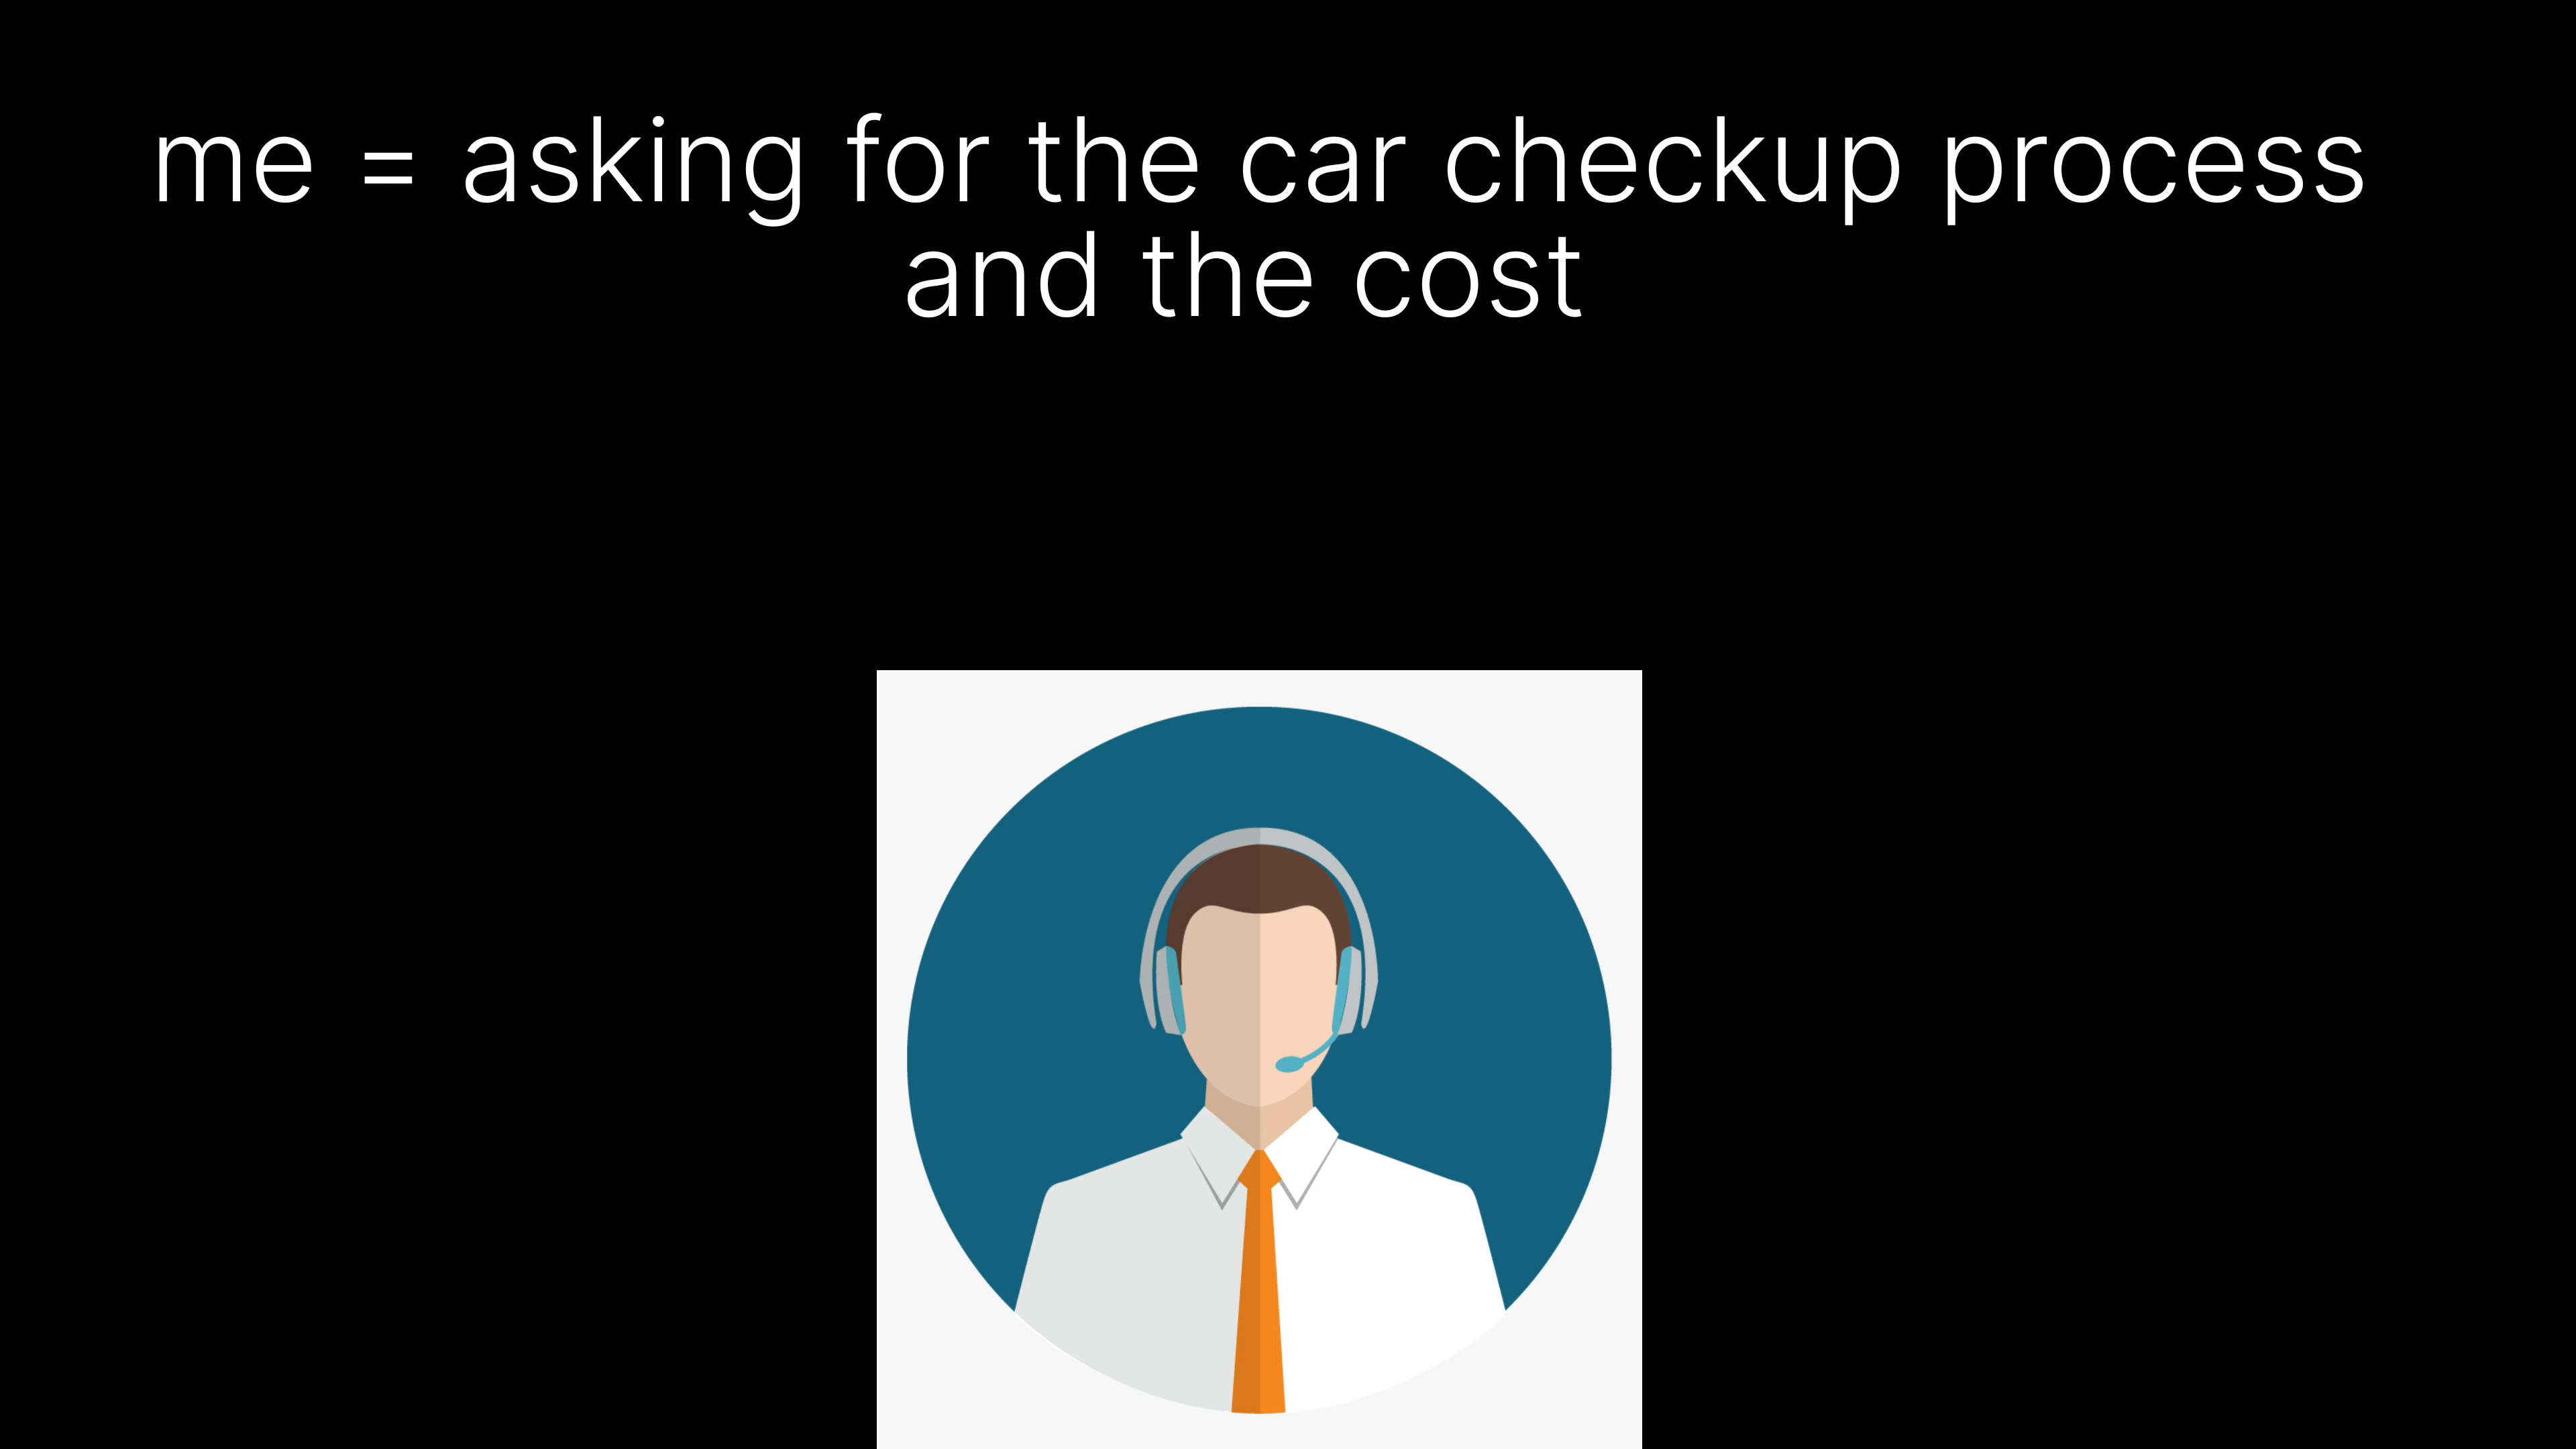 me = asking for the car checkup process
and the cost